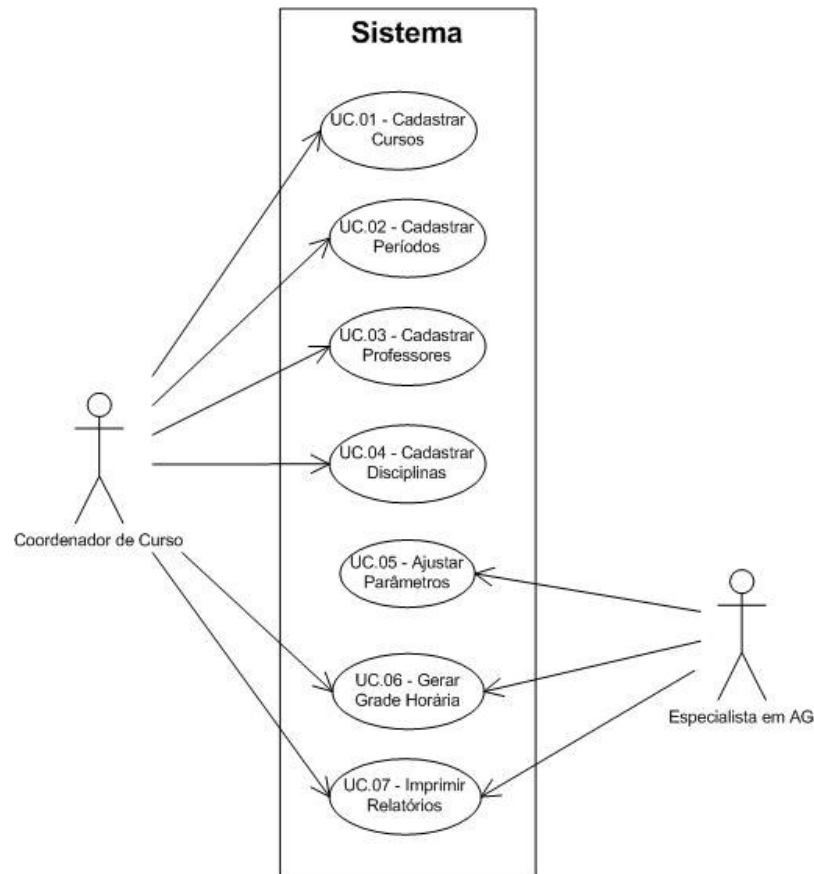 Sistema
UC.01 - Cadastrar
Cursos
UC.02 - Cadastrar
Períodos
UC.03 - Cadastrar
Professores
UC.04 - Cadastrar
Disciplinas
Coordenador de Curso
UC.05 - Ajustar
Parâmetros
UC.06 - Gerar
Grade Horária
Especialista em AG
UC.07 - Imprimir
Relatórios